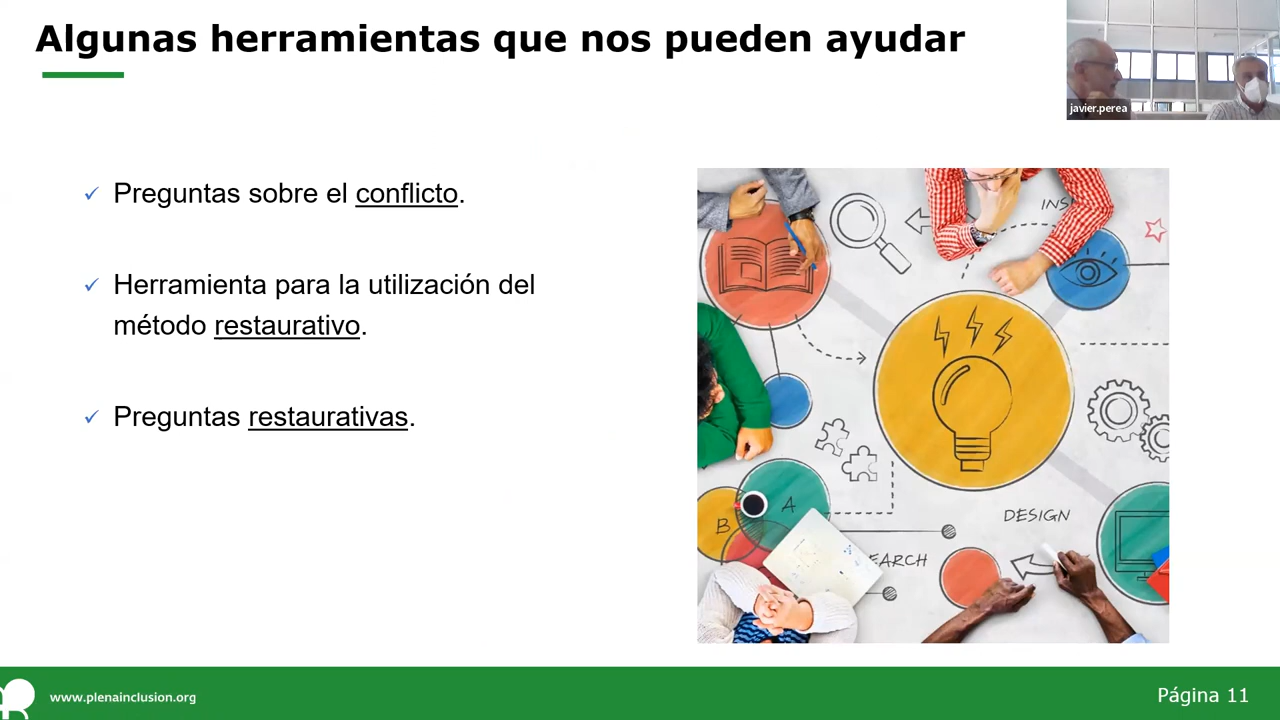 Algunas herramientas que nos pueden ayudar
javier.perea
Preguntas sobre el conflicto.
Herramienta para la utilización del
método restaurativo.
Preguntas restaurativas.
INS
A
B
DESIGN
EARCH
www.plenainclusion.org
Página 11